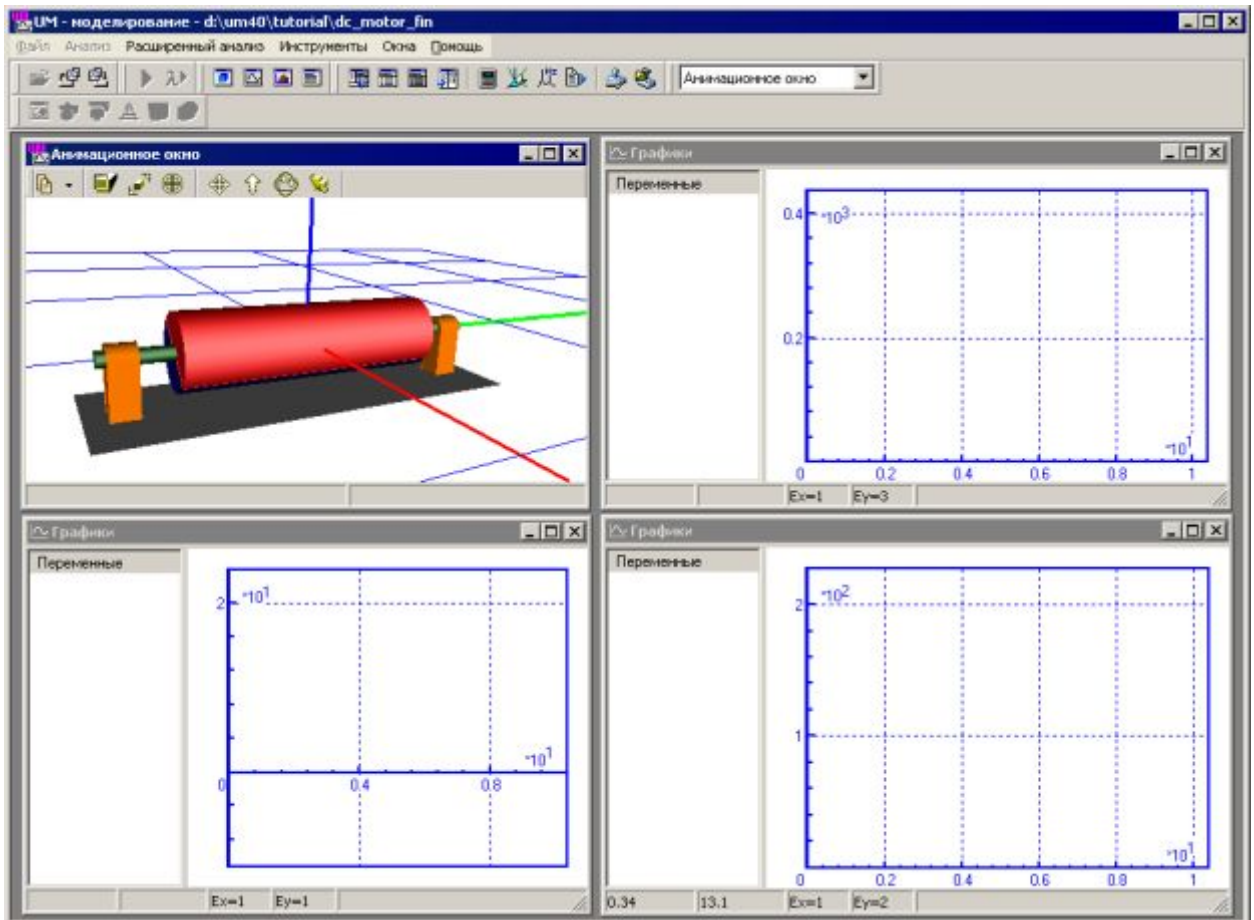 UM - моделирование - d:\um40\tutorial\dc_motor_fin
Файл Анализ Расширенный анализ Инструменты Окна Помощь
Анимационное окно
Анимационное окно
Графики
Переменные
0.4 *10³
0.2
*10¹
0 0.2 0.4 0.6 0.8 1
Ex=1 Ey=3
Графики
Переменные
2 *10¹
*10¹
0 0.4 0.8
Ex=1 Ey=1
Графики
Переменные
2 *10²
1
*10¹
0 0.2 0.4 0.6 0.8 1
0.34 13.1 Ex=1 Ey=2